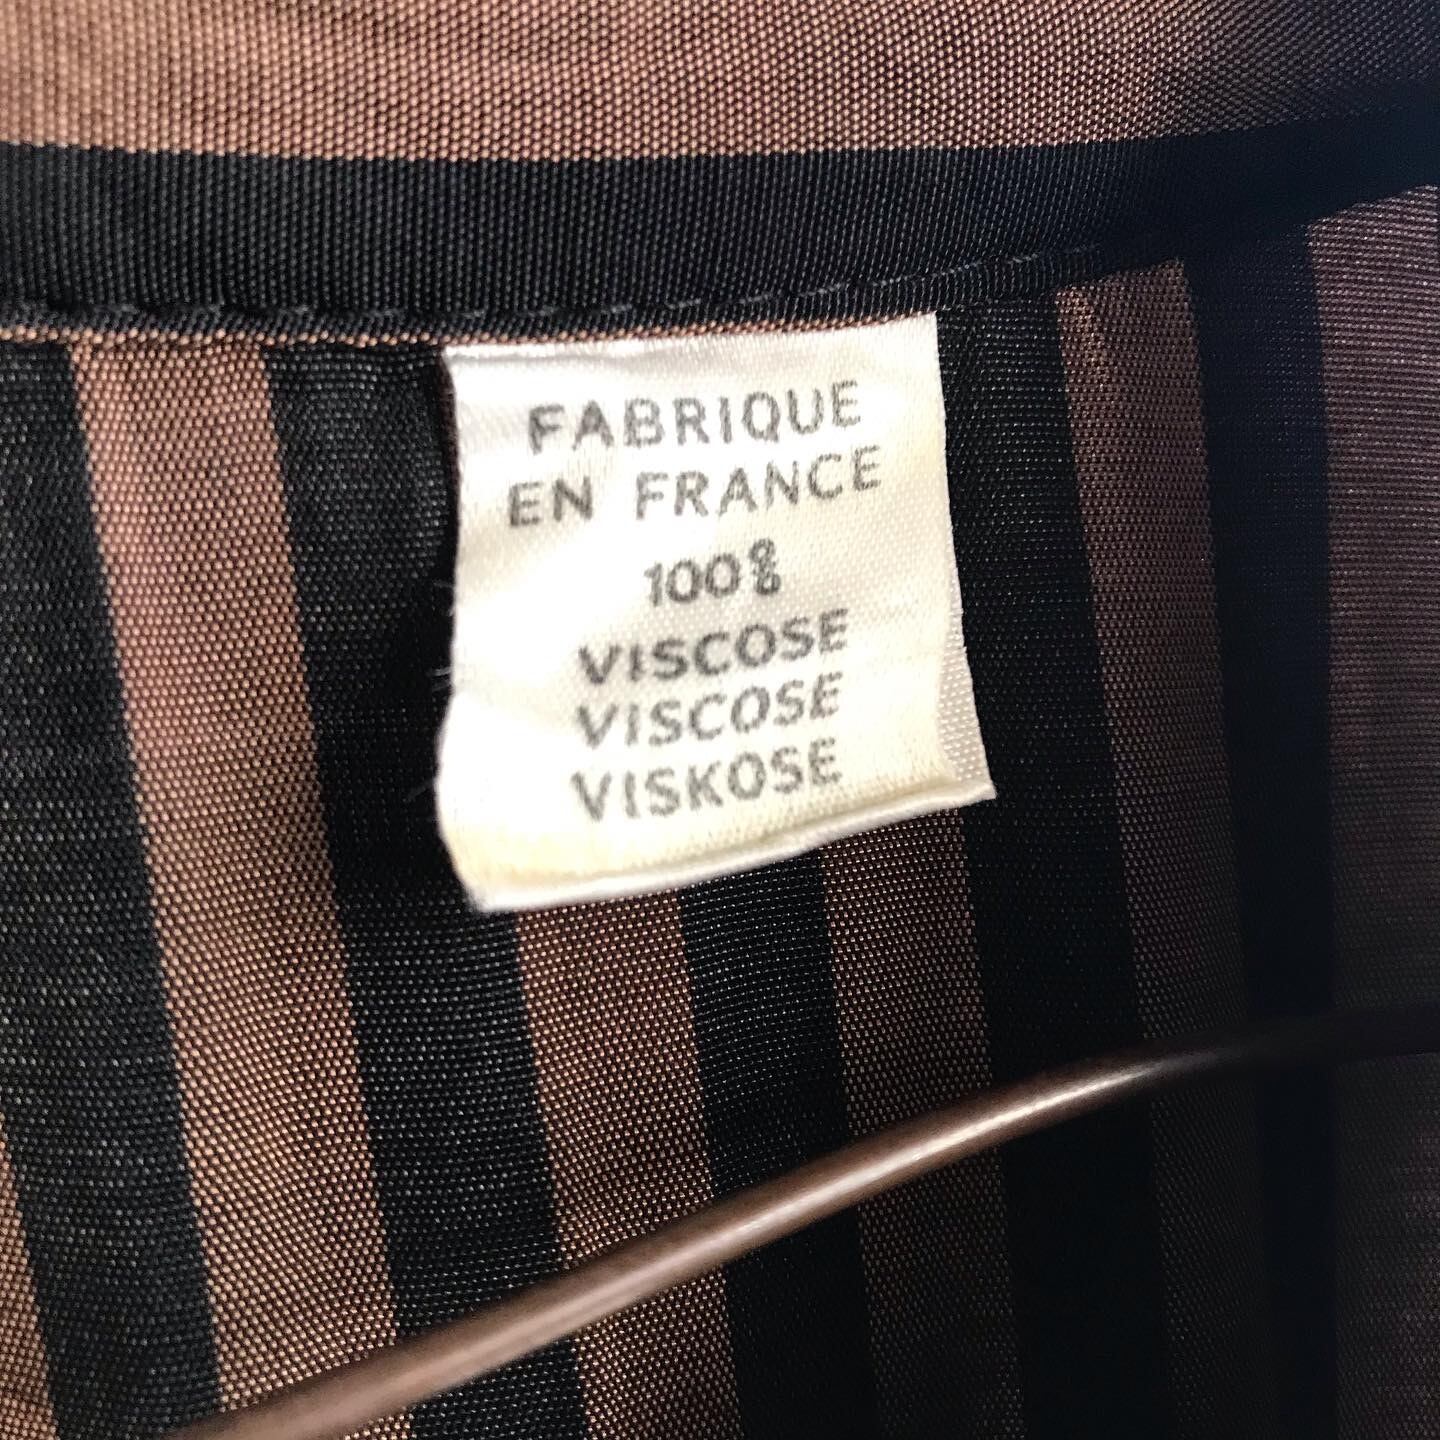 FABRIQUE
EN FRANCE
100%
VISCOSE
VISCOSE
VISKOSE